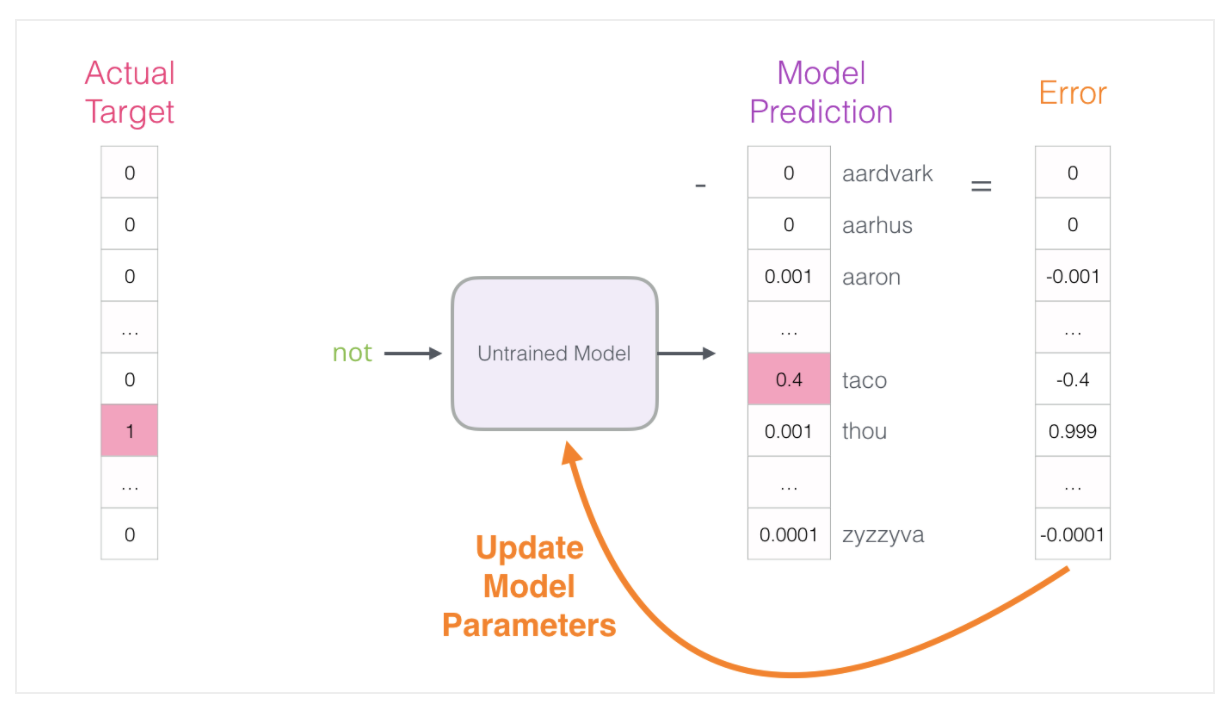 Actual
Target
Model
Prediction
Error
0 - 0 aardvark = 0
0 0 aarhus 0
0 0.001 aaron -0.001
... ... ...
not Untrained Model
0 0.4 taco -0.4
1 0.001 thou 0.999
... ... ...
0 0.0001 zyzzyva -0.0001
Update
Model
Parameters